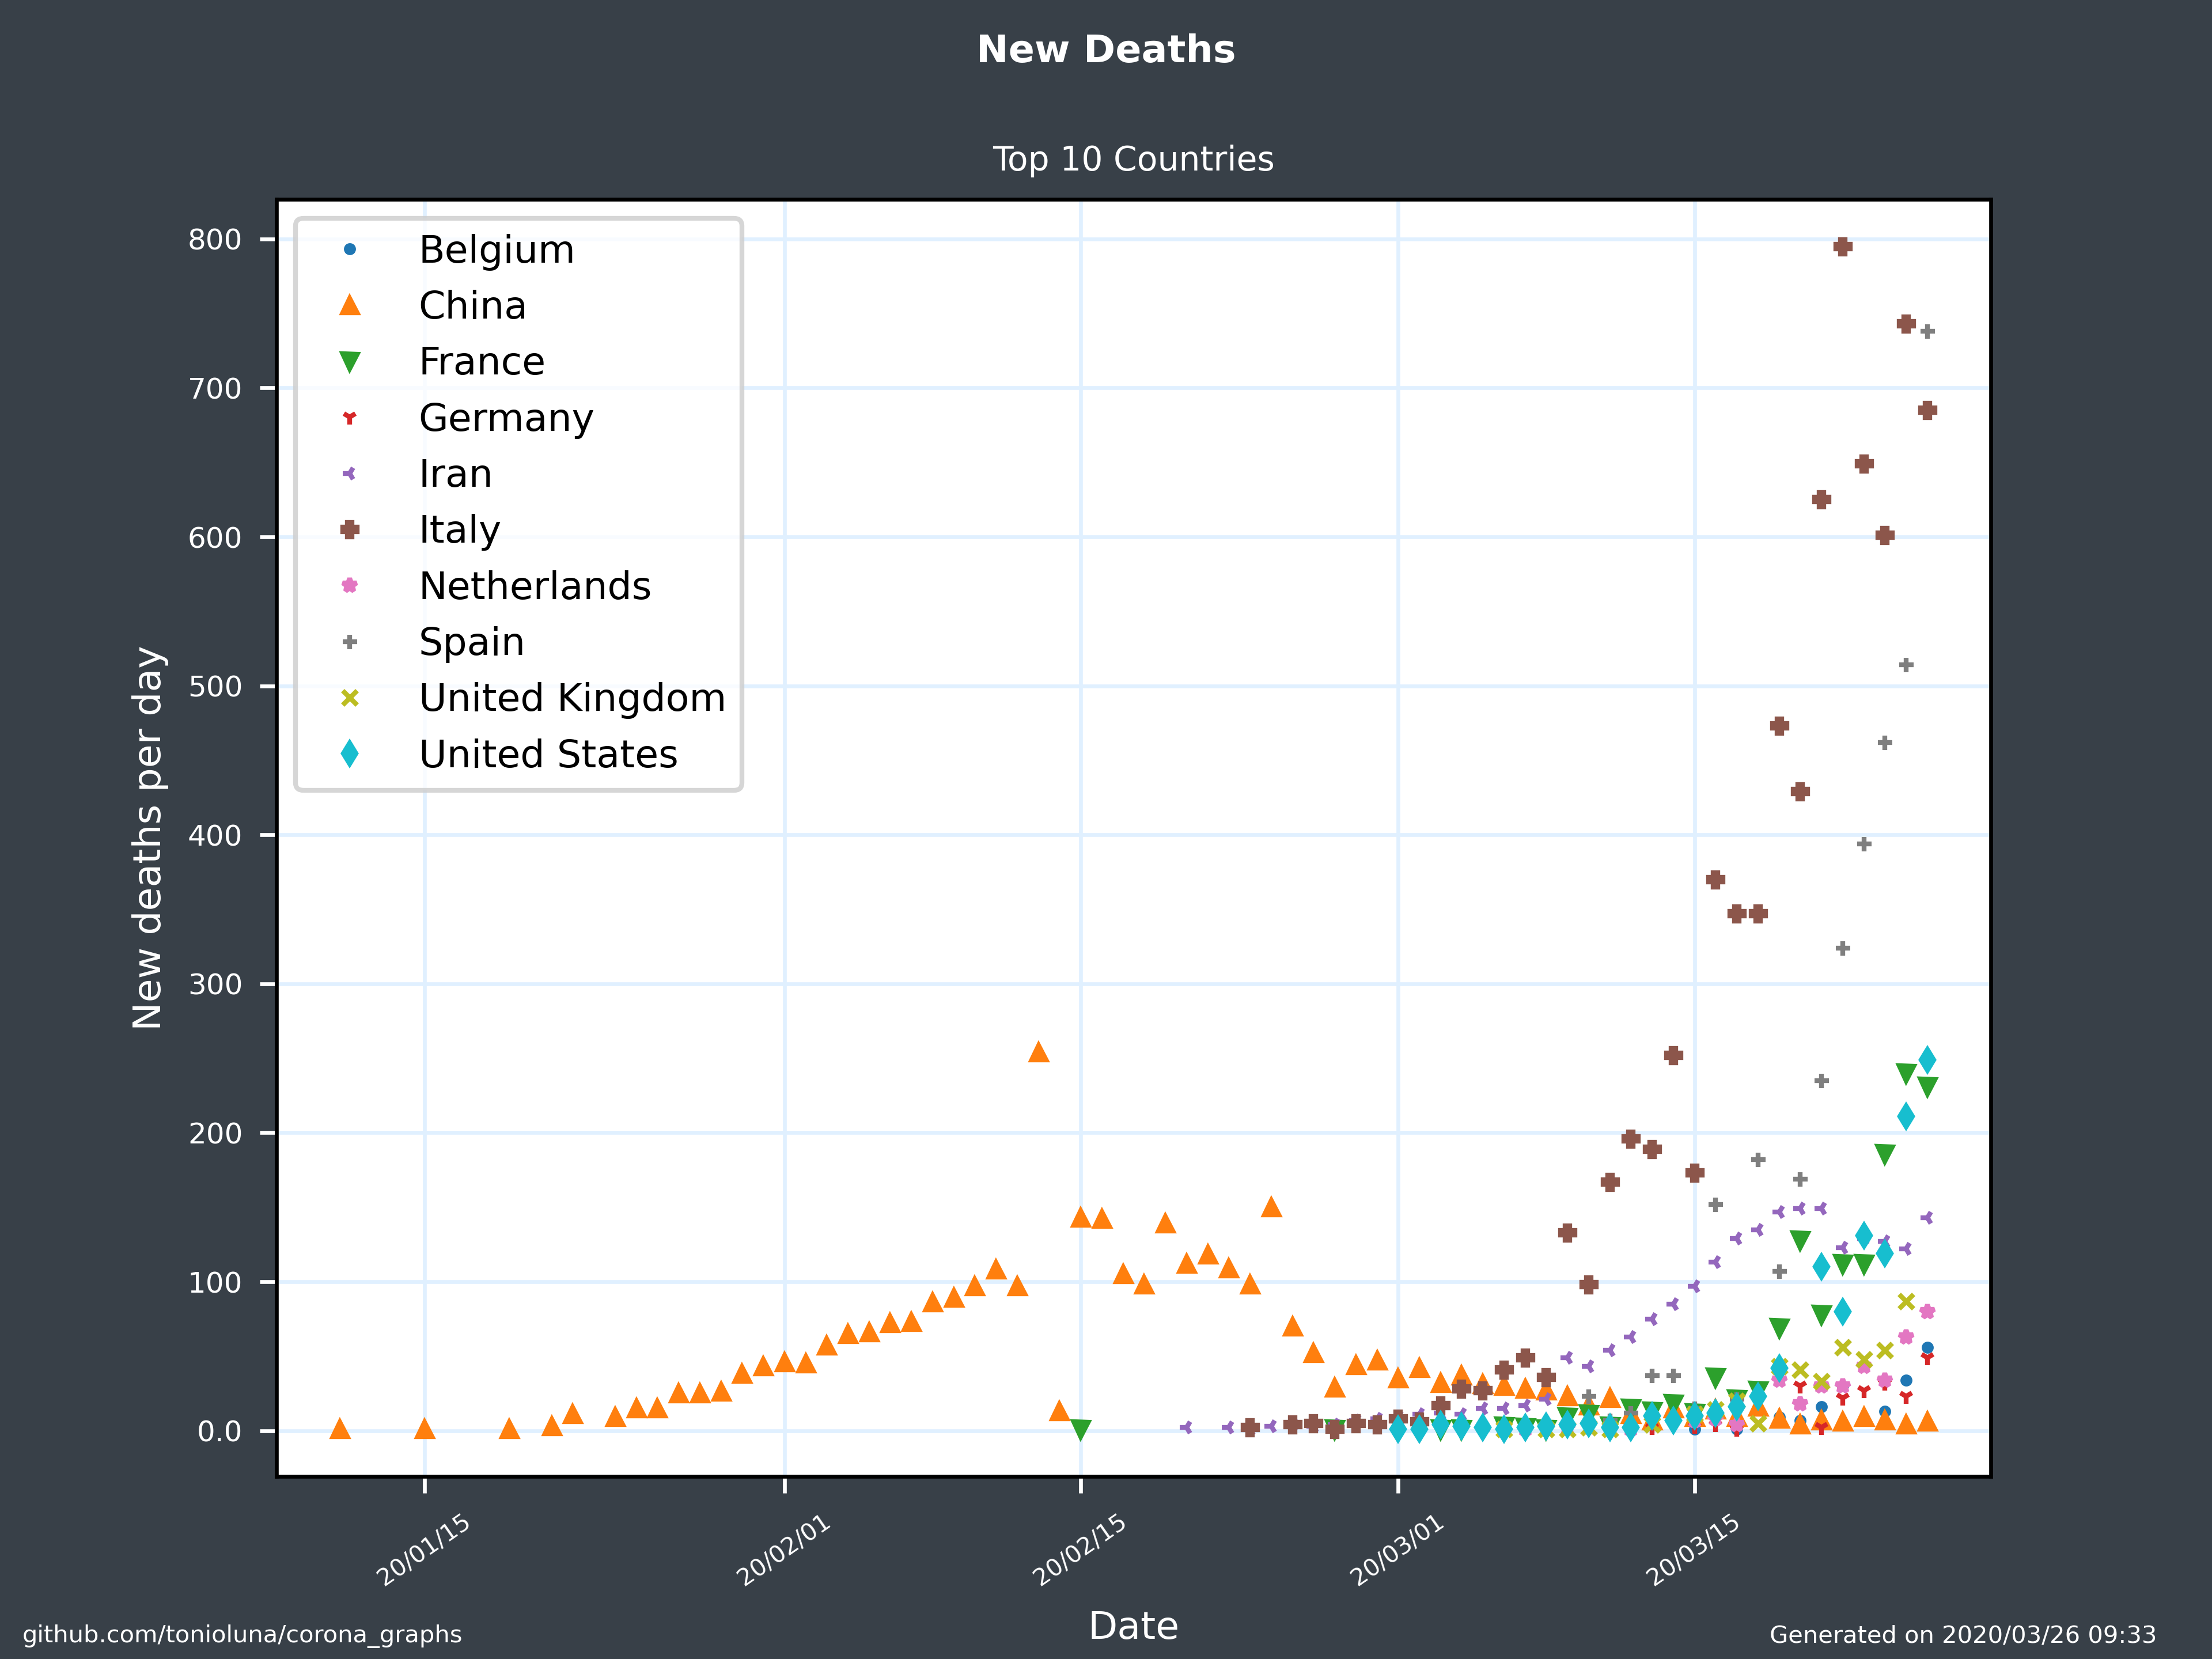 New Deaths
Top 10 Countries
800
700
600
500
400
300
200
100
0.0
New deaths per day
Belgium
China
France
Germany
Iran
Italy
Netherlands
Spain
United Kingdom
United States
20/01/15
20/02/01
20/02/15
20/03/01
20/03/15
Date
github.com/tonioluna/corona_graphs
Generated on 2020/03/26 09:33